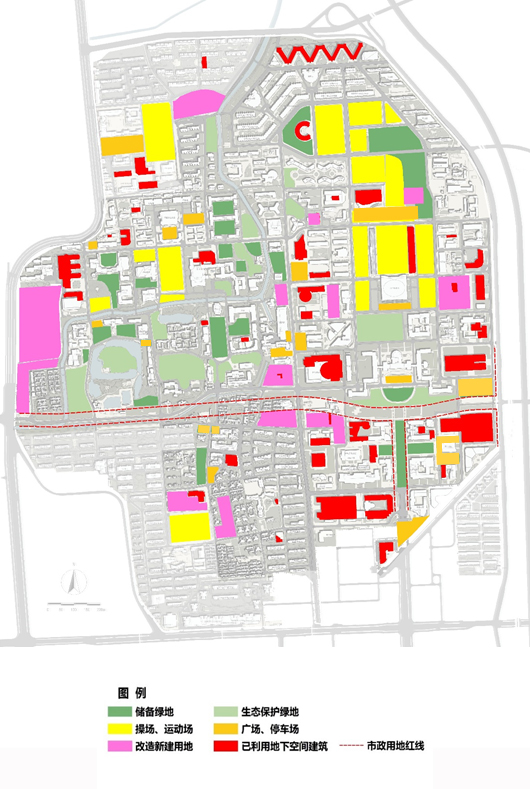 图 例
储备绿地 生态保护绿地
操场、运动场 广场、停车场
改造新建用地 已利用地下空间建筑 市政用地红线